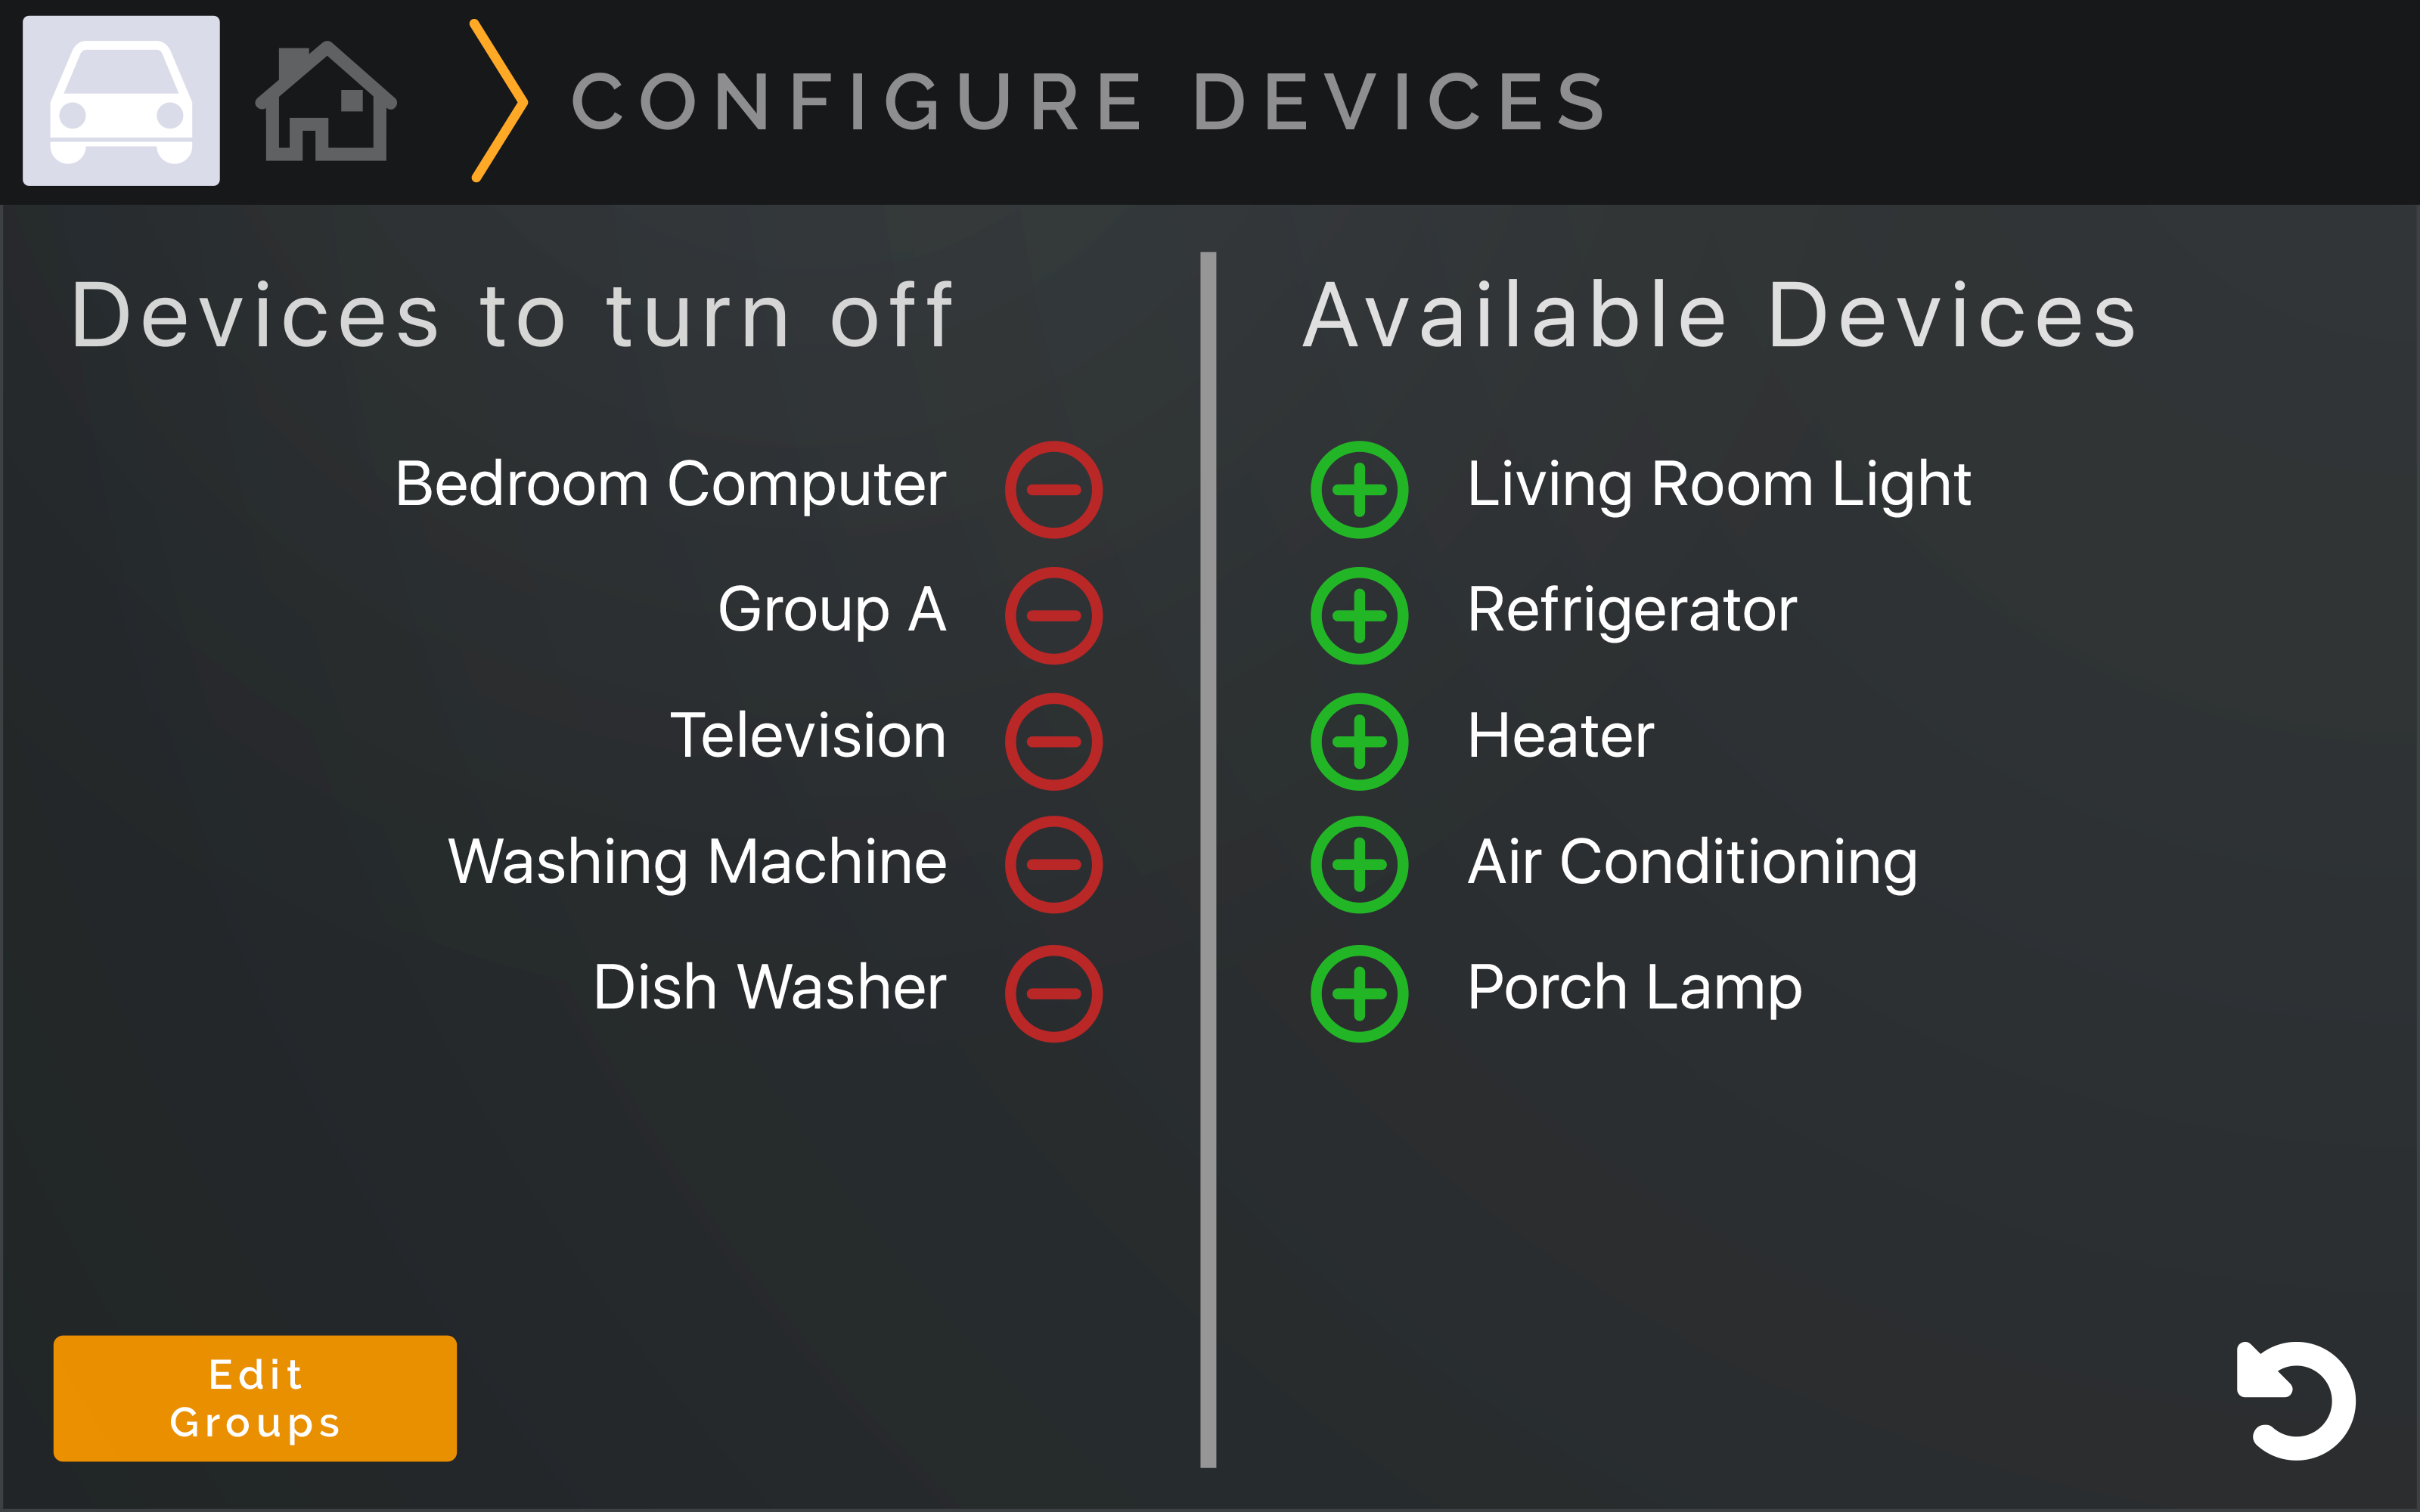 CONFIGURE DEVICES
Devices to turn off
Bedroom Computer
Group A
Television
Washing Machine
Dish Washer
Available Devices
Living Room Light
Refrigerator
Heater
Air Conditioning
Porch Lamp
Edit
Groups